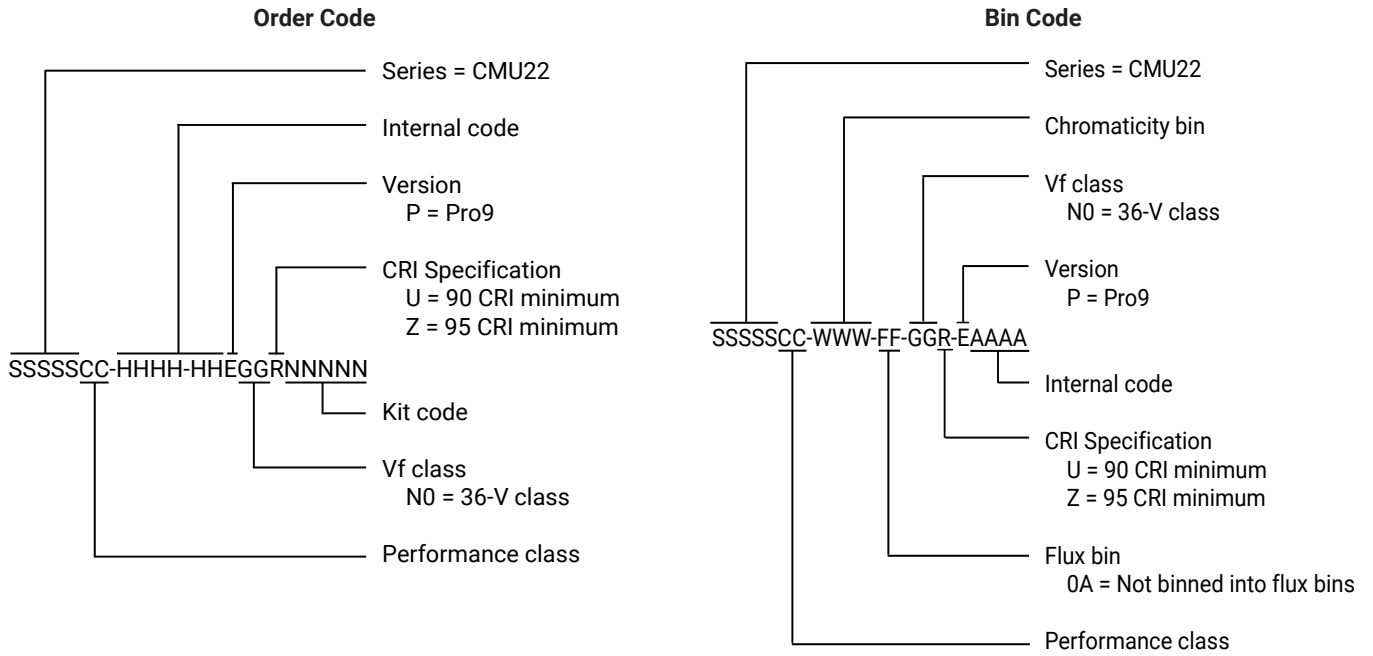 Order Code
Series = CMU22
Internal code
Version
P = Pro9
CRI Specification
U = 90 CRI minimum
Z = 95 CRI minimum
SSSSSCC-HHHH-HHEGGRNNNNN
Kit code
Vf class
N0 = 36-V class
Performance class
Bin Code
Series = CMU22
Chromaticity bin
Vf class
N0 = 36-V class
Version
P = Pro9
SSSSSCC-WWW-FF-GGR-EAAAA
Internal code
CRI Specification
U = 90 CRI minimum
Z = 95 CRI minimum
Flux bin
0A = Not binned into flux bins
Performance class